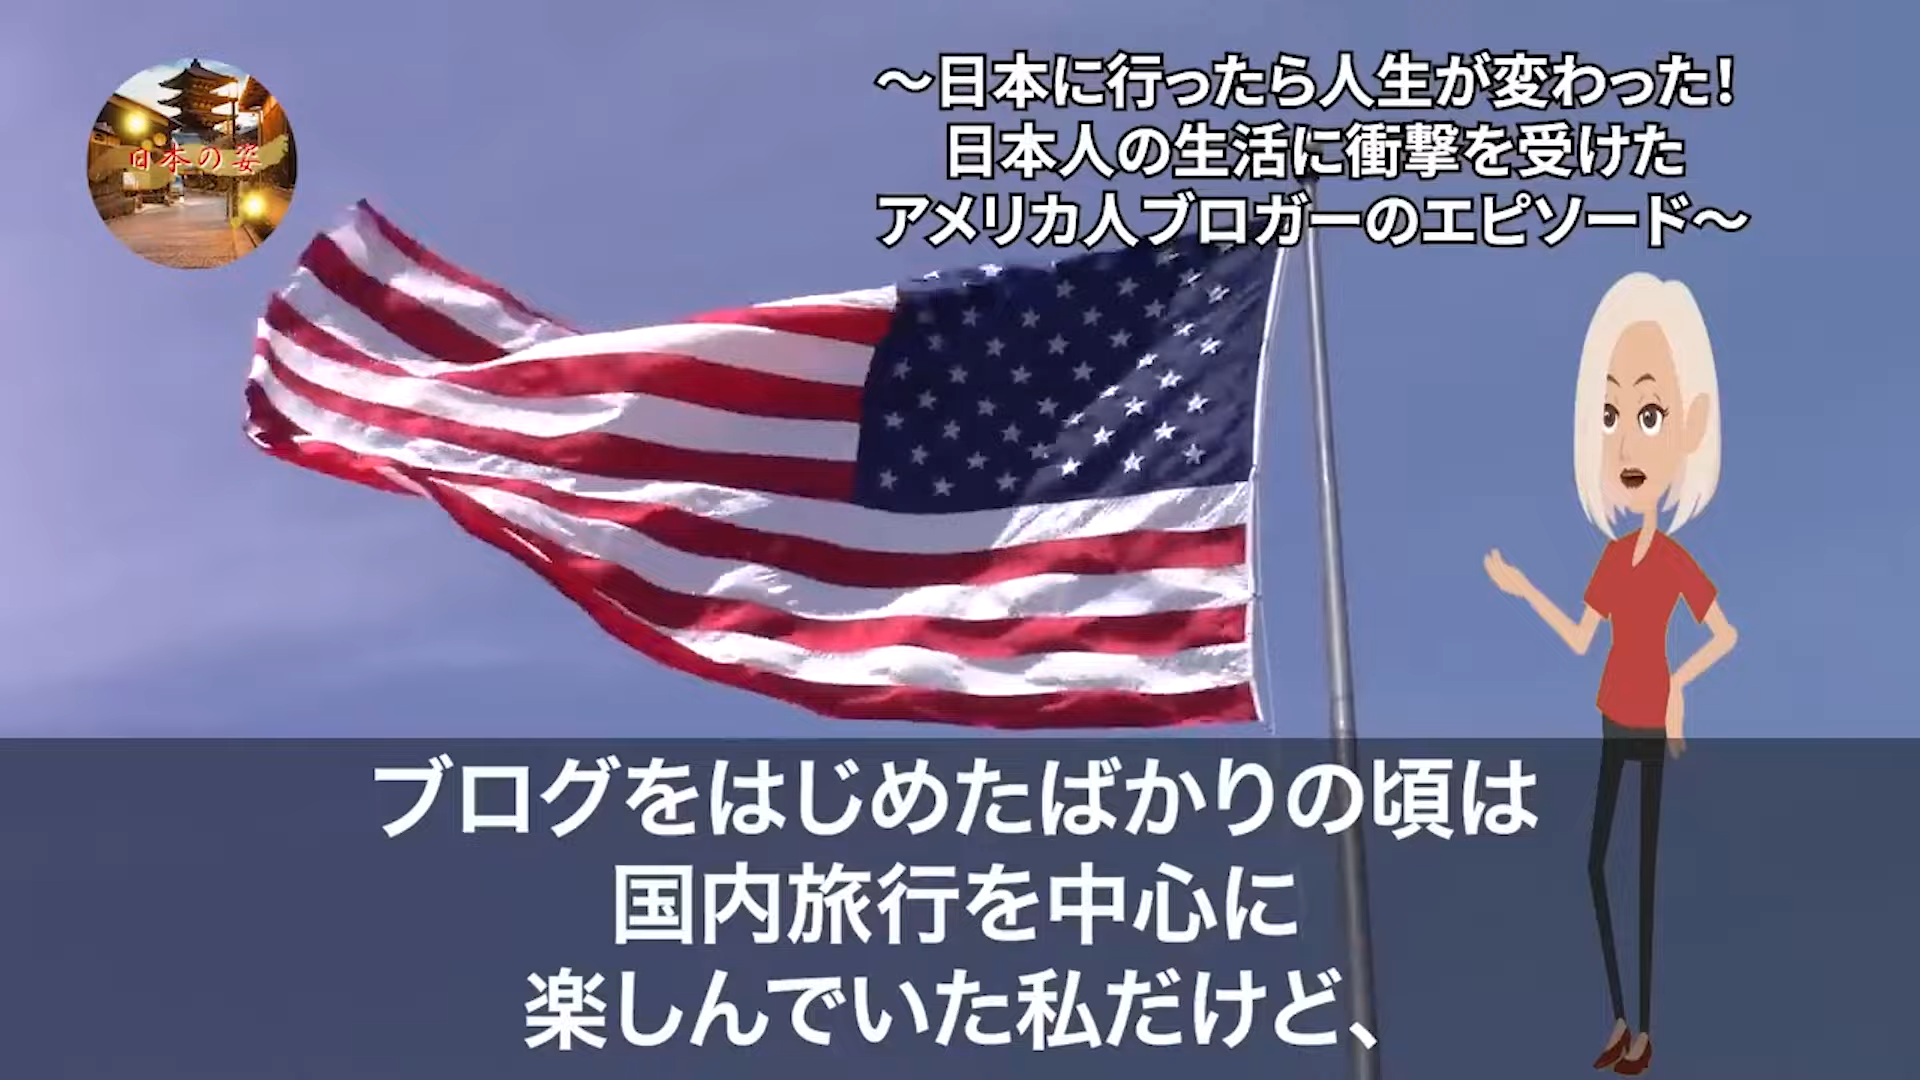 日本の姿
～日本に行ったら人生が変わった！
日本人の生活に衝撃を受けた
アメリカ人ブロガーのエピソード～
ブログをはじめたばかりの頃は
国内旅行を中心に
楽しんでいた私だけど、